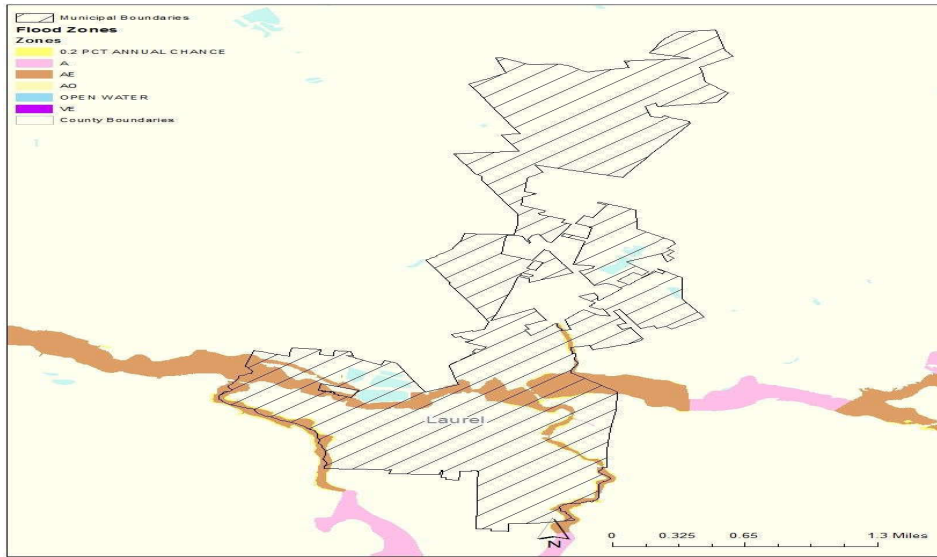 Municipal Boundaries
Flood Zones
Zones
0.2 PCT ANNUAL CHANCE
A
AE
AO
OPEN WATER
VE
County Boundaries
Laurel
N
0 0.325 0.65 1.3 Miles